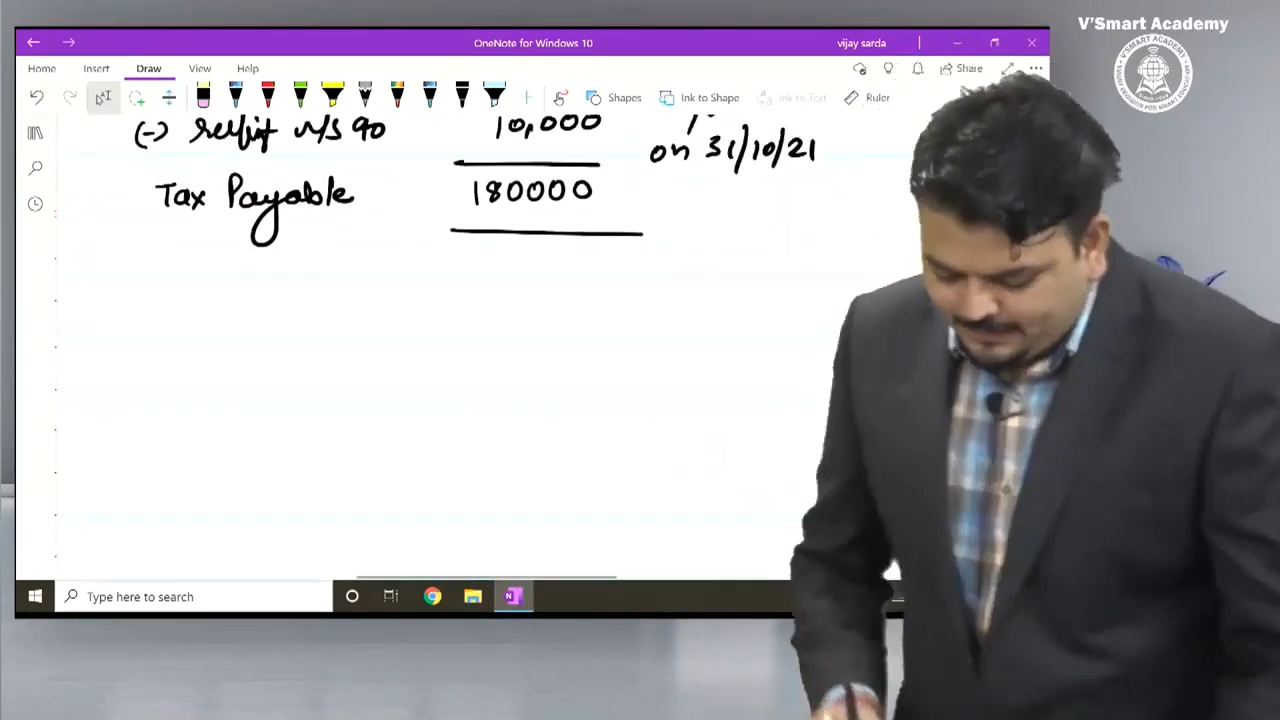 V'Smart Academy
OneNote for Windows 10
vijay sarda
Home Insert Draw View Help
Share
Shapes
Ink to Shape
Ink to Text
Ruler
(-) Relief u/s 90 10,000
on 31/10/21
Tax Payable 180000
Type here to search